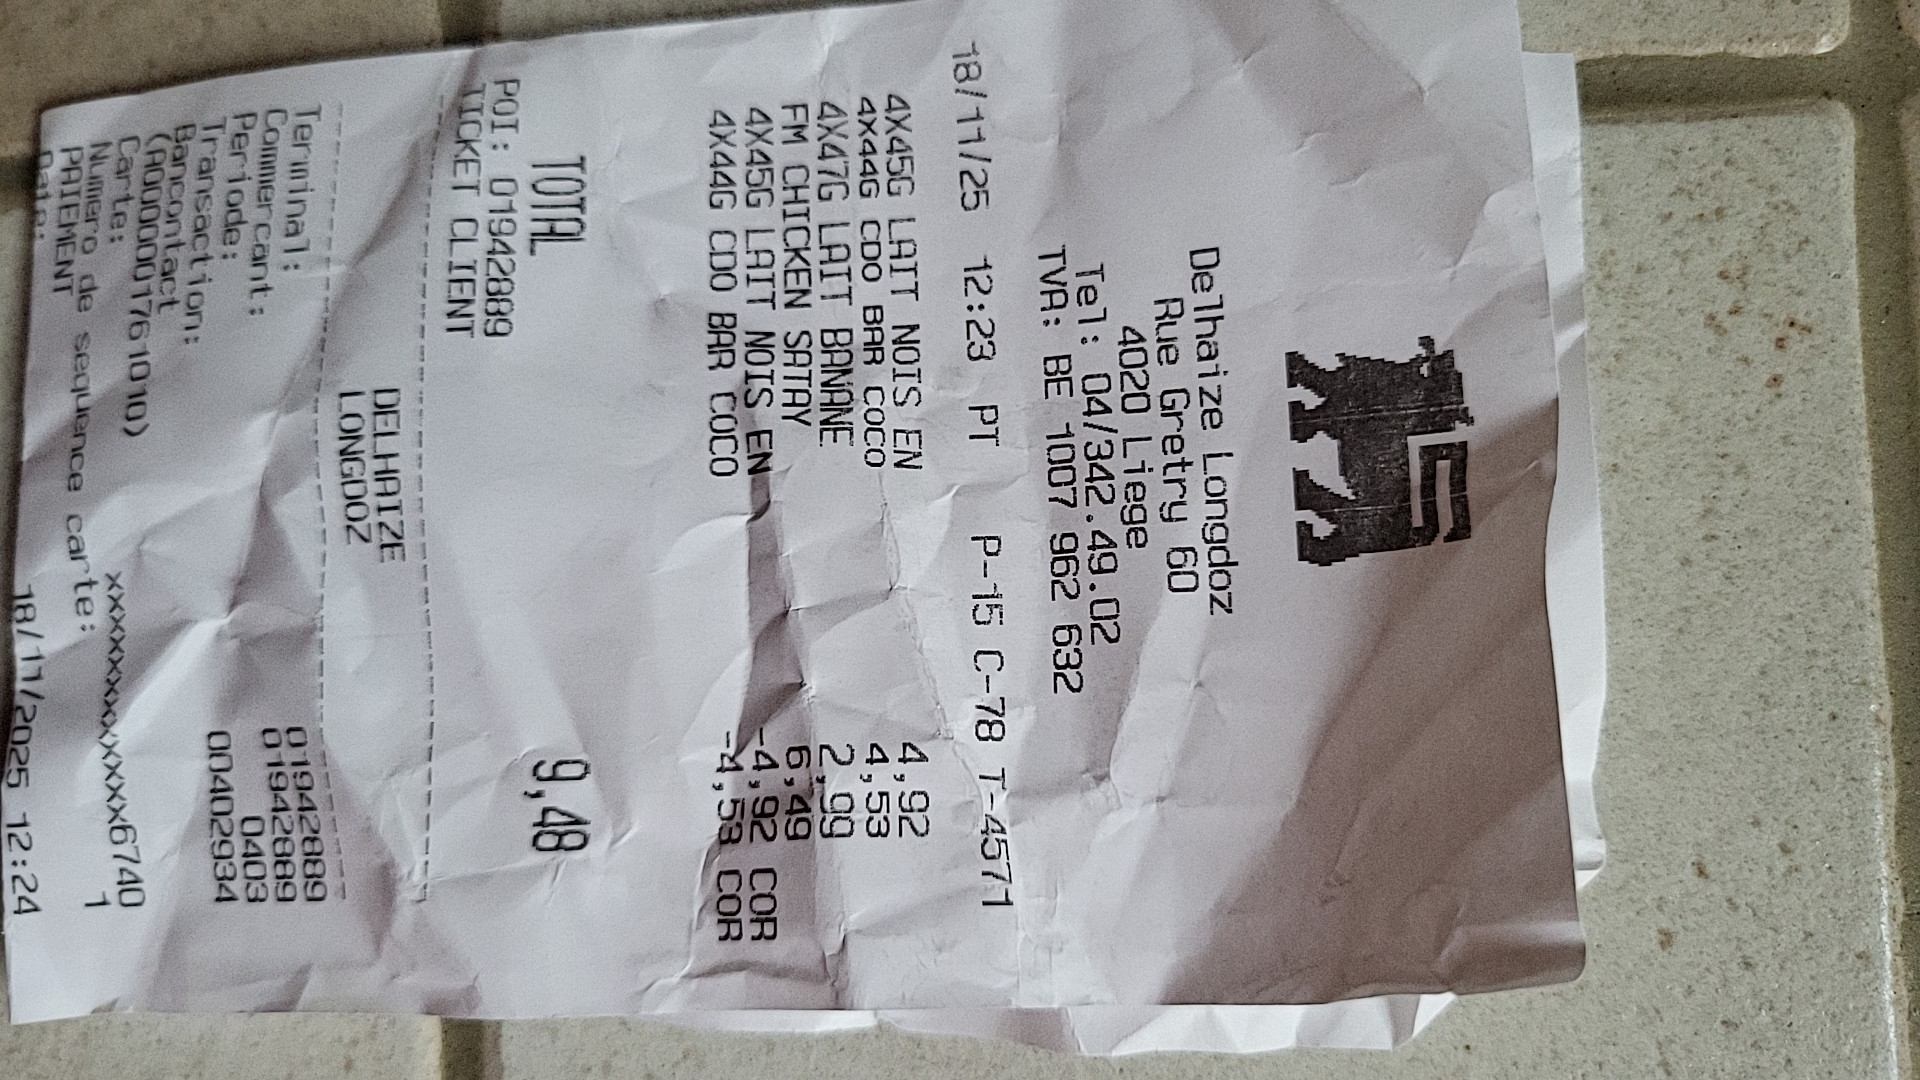 Delhaize Longdoz
Rue Gretry 60
4020 Liege
Tel: 04/342.49.02
TVA: BE 1007 962 632
18/11/25 12:23 PT P-15 C-78 T-4571
4X45G LAIT NOIS EN 4,92
4X44G CDO BAR COCO 4,53
4X47G LAIT BANANE 2,99
FM CHICKEN SATAY 6,49
4X45G LAIT NOIS EN -4,92 COR
4X44G CDO BAR COCO -4,53 COR
TOTAL 9,48
POI: 01942889
TICKET CLIENT
DELHAIZE
LONGDOZ
Terminal: 01942889
Commercant: 01942889
Periode: 0403
Transaction: 00402934
Bancontact
(A0000001761010)
Carte: xxxxxxxxxxxxx6740
Numero de sequence carte: 1
PAIEMENT
Date: 18/11/2025 12:24